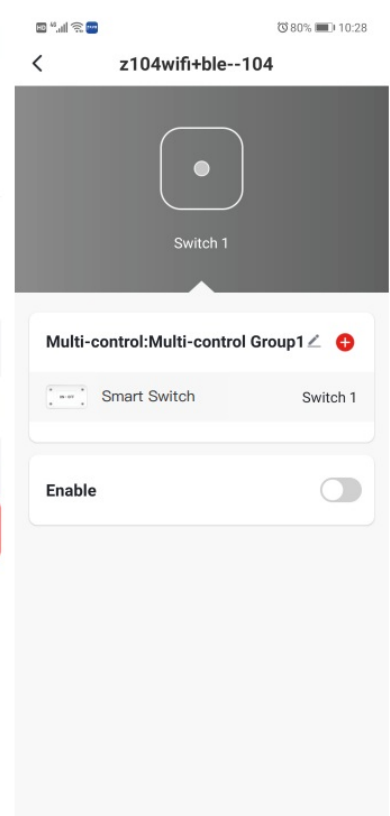 80% 10:28
z104wifi+ble--104
Switch 1
Multi-control:Multi-control Group1
Smart Switch Switch 1
Enable